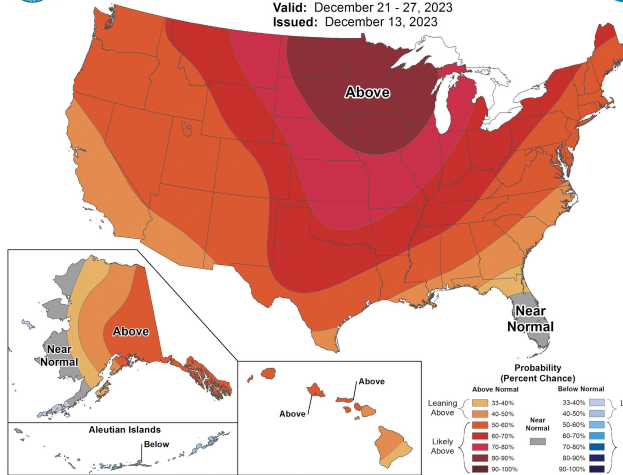 Valid: December 21 - 27, 2023
Issued: December 13, 2023
Above
Near
Normal
Above
Near
Normal
Above
Above
Aleutian Islands
Below
Probability
(Percent Chance)
Above Normal
Below Normal
Leaning
Above
Likely
Above
33-40%
40-50%
50-60%
60-70%
70-80%
80-90%
90-100%
Near
Normal
33-40%
40-50%
50-60%
60-70%
70-80%
80-90%
90-100%